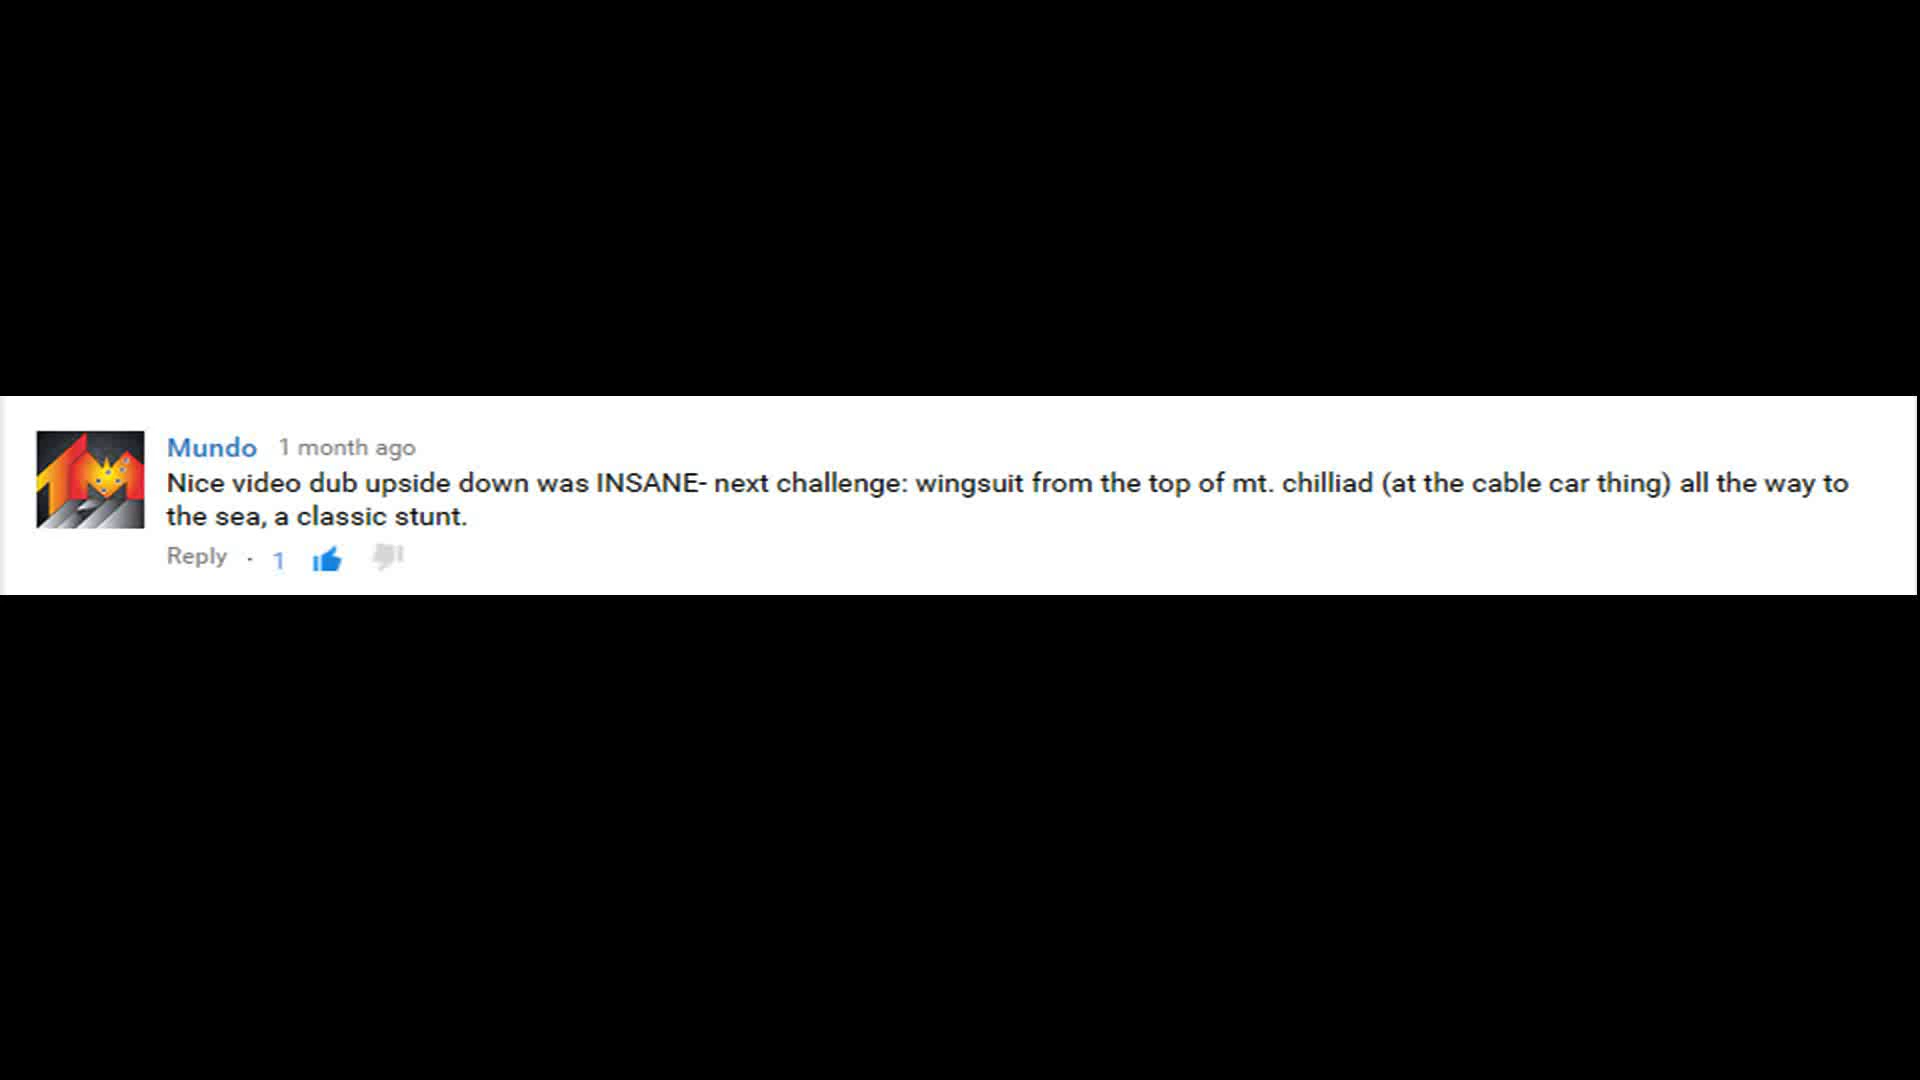 Mundo 1 month ago
Nice video dub upside down was INSANE- next challenge: wingsuit from the top of mt. chilliad (at the cable car thing) all the way to
the sea, a classic stunt.
Reply · 1